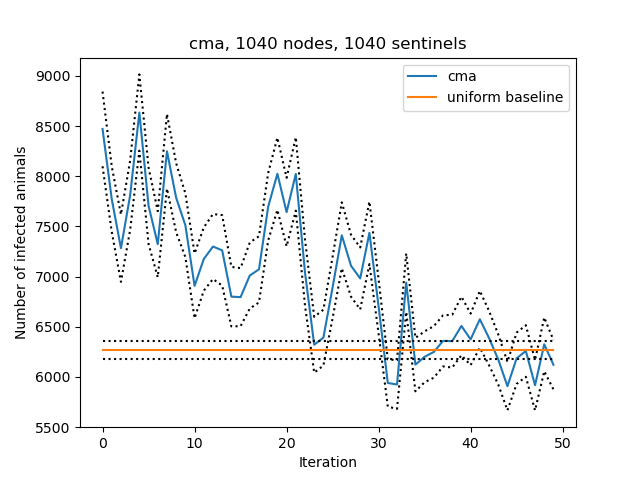 cma, 1040 nodes, 1040 sentinels
cma
uniform baseline
Number of infected animals
9000
8500
8000
7500
7000
6500
6000
5500
0 10 20 30 40 50
Iteration